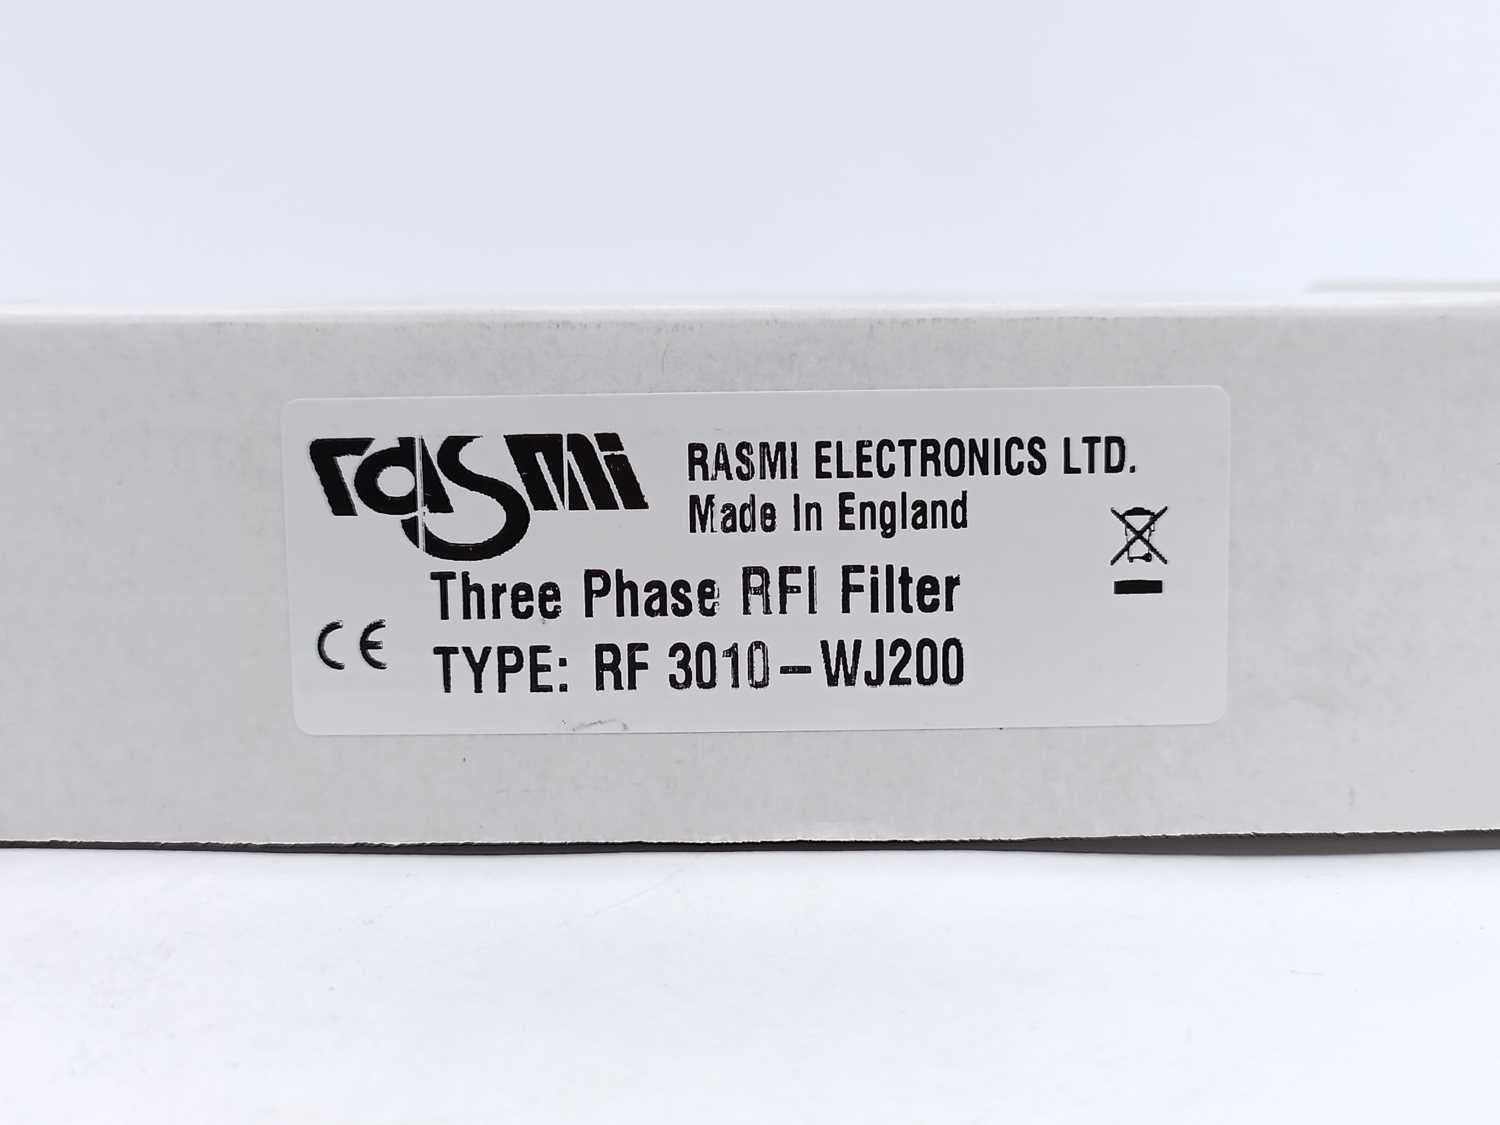 rasmi
RASMI ELECTRONICS LTD.
Made In England
Three Phase RFI Filter
CE
TYPE: RF 3010-WJ200